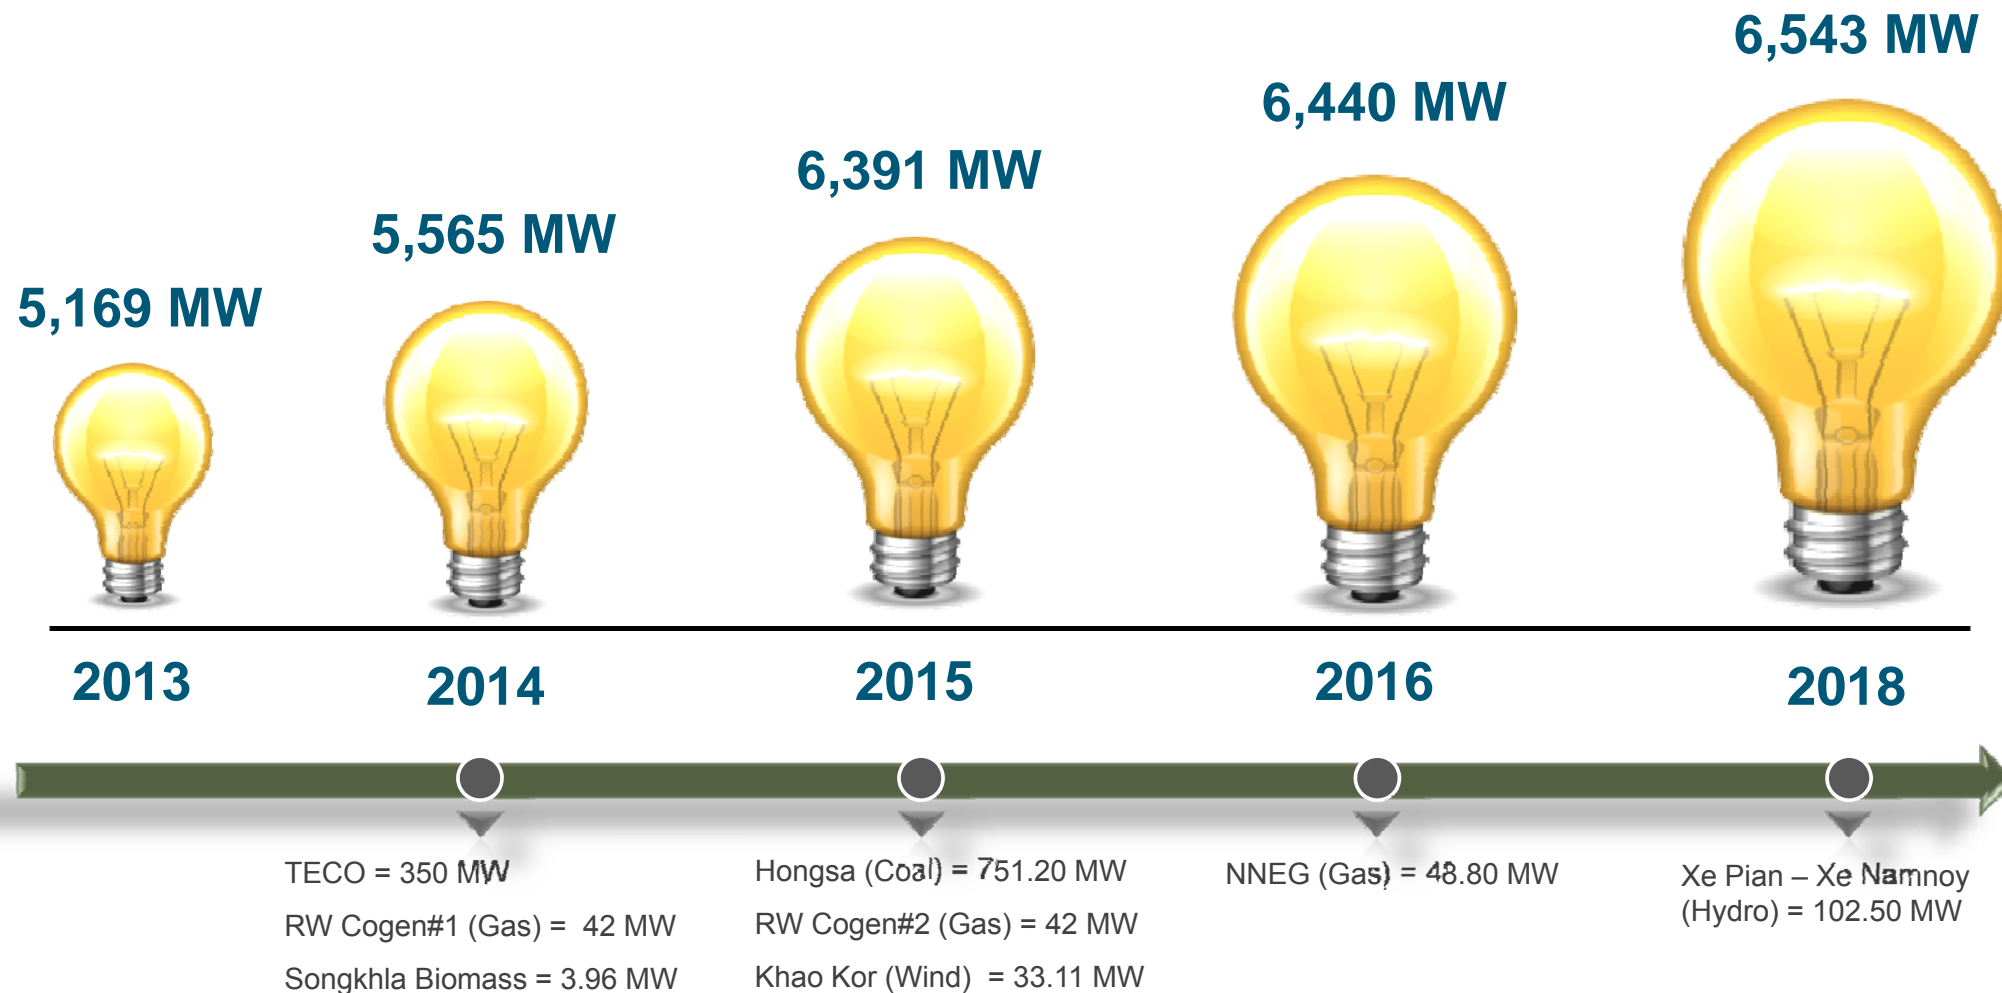 6,543 MW
6,440 MW
6,391 MW
5,565 MW
5,169 MW
2013
2014
2015
2016
2018
TECO = 350 MW
RW Cogen#1 (Gas) = 42 MW
Songkhla Biomass = 3.96 MW
Hongsa (Coal) = 751.20 MW
RW Cogen#2 (Gas) = 42 MW
Khao Kor (Wind) = 33.11 MW
NNEG (Gas) = 48.80 MW
Xe Pian – Xe Namnoy
(Hydro) = 102.50 MW